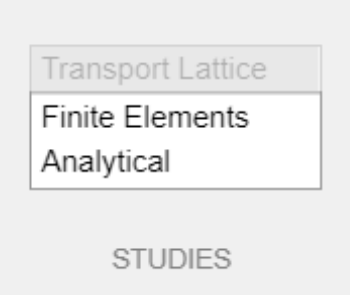 Transport Lattice
Finite Elements
Analytical
STUDIES